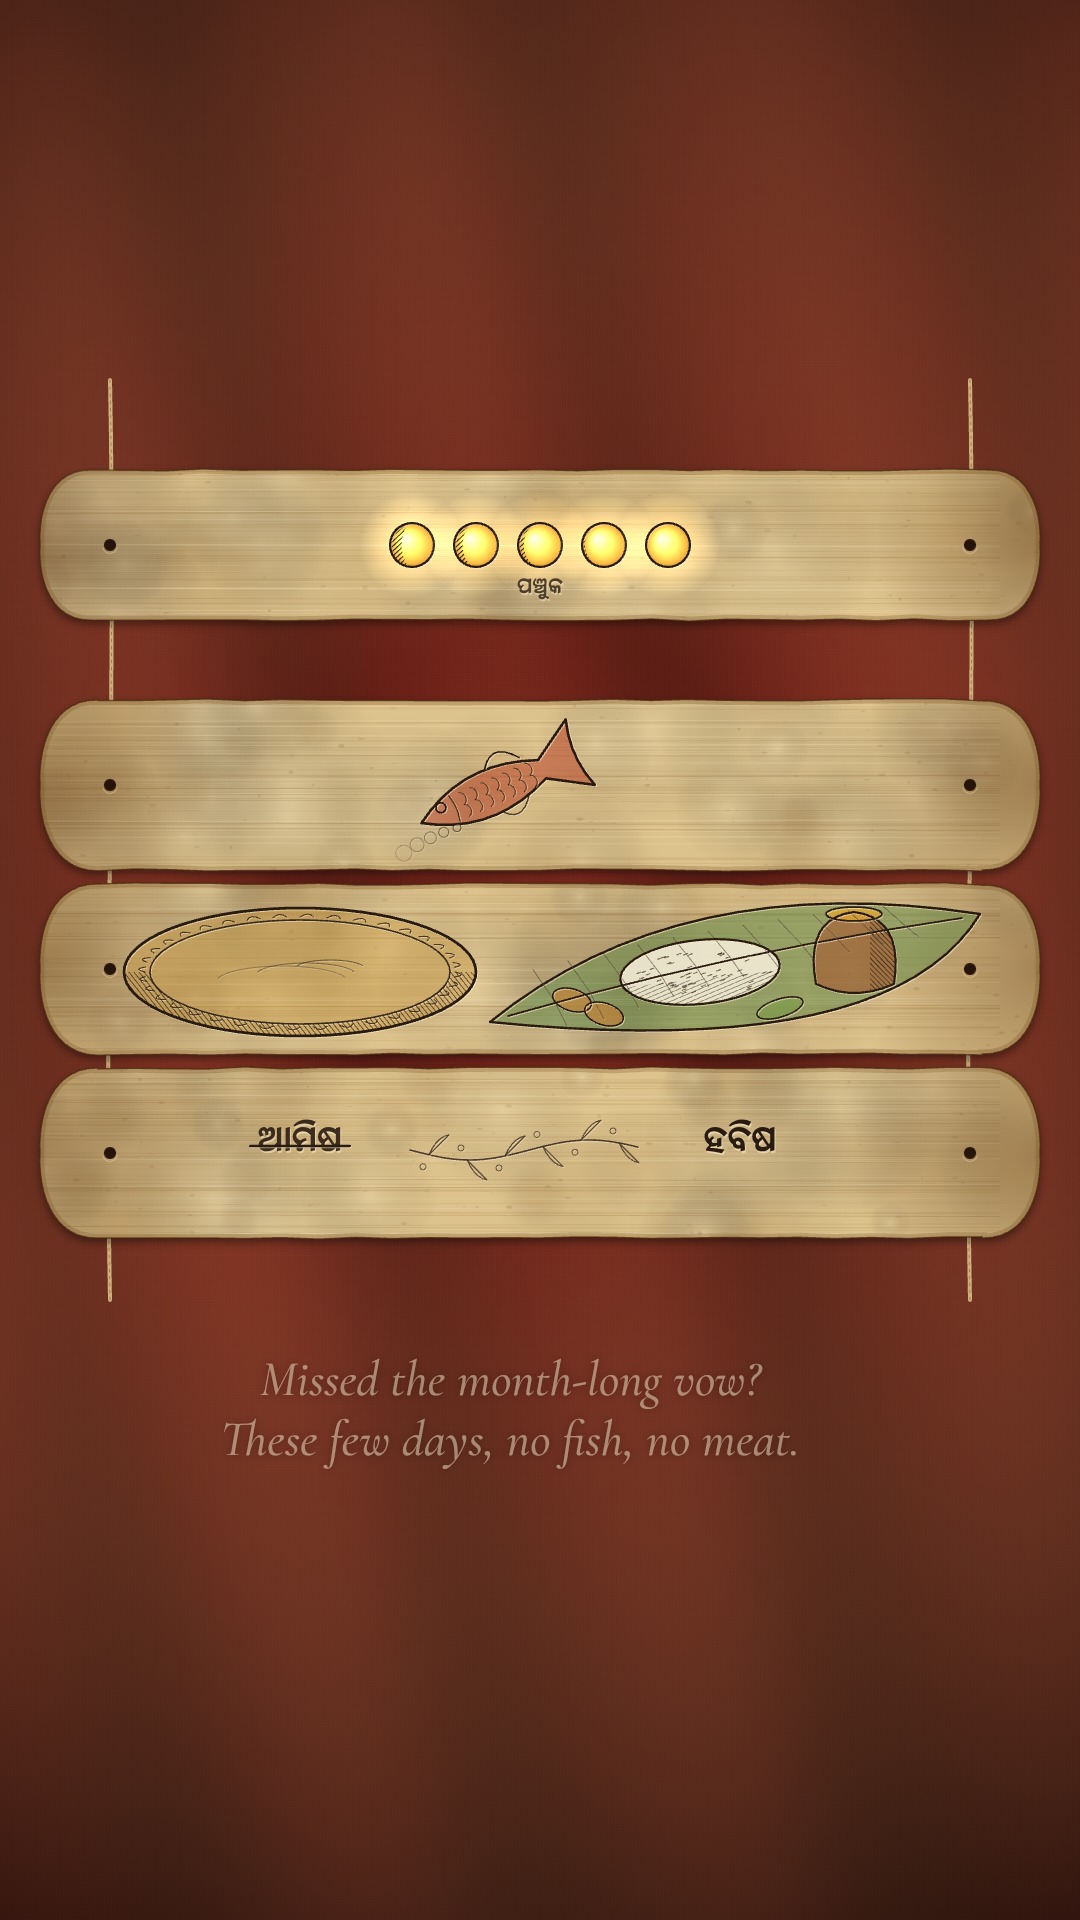 ପଞ୍ଚୁକ
ଆମିଷ ହବିଷ
Missed the month-long vow?
These few days, no fish, no meat.